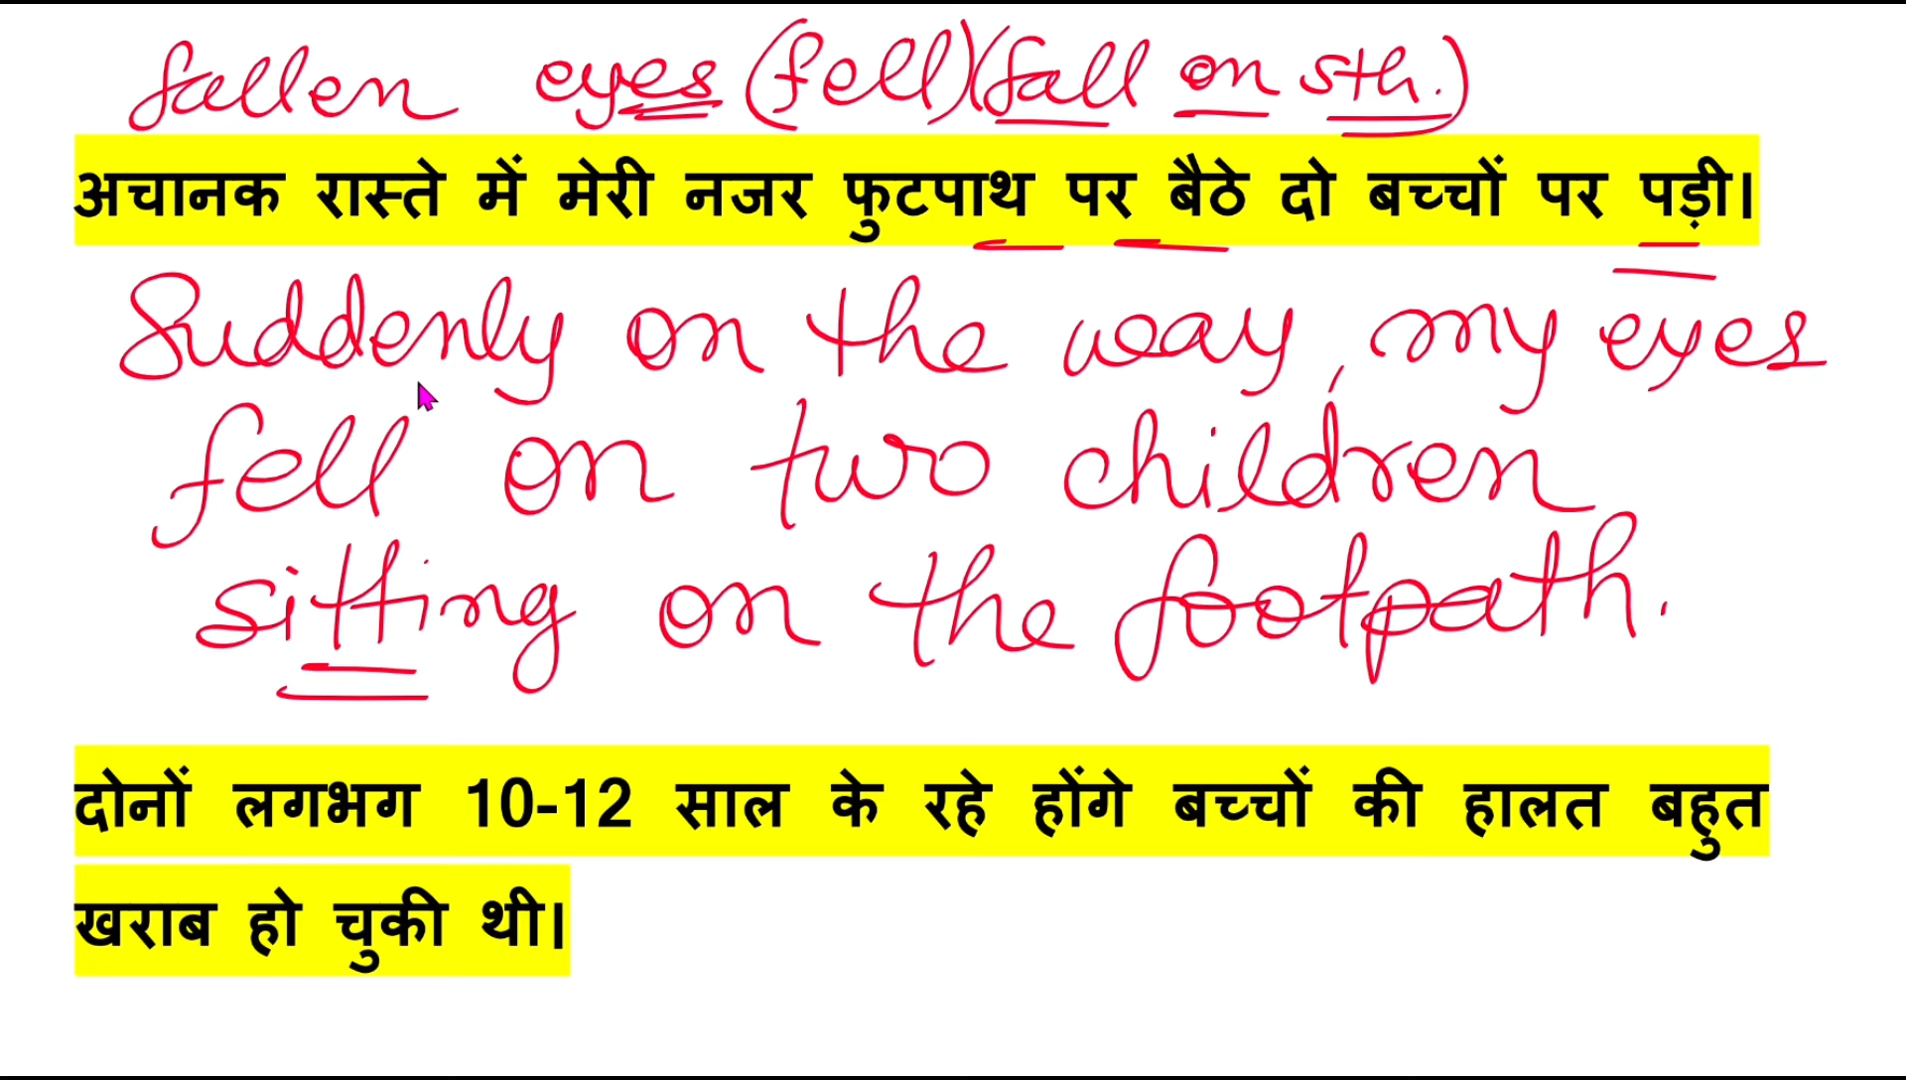 fallen eyes (fell) (fall on sth.)
अचानक रास्ते में मेरी नजर फुटपाथ पर बैठे दो बच्चों पर पड़ी।
Suddenly on the way, my eyes
fell on two children
sitting on the footpath.
दोनों लगभग 10-12 साल के रहे होंगे बच्चों की हालत बहुत
खराब हो चुकी थी।